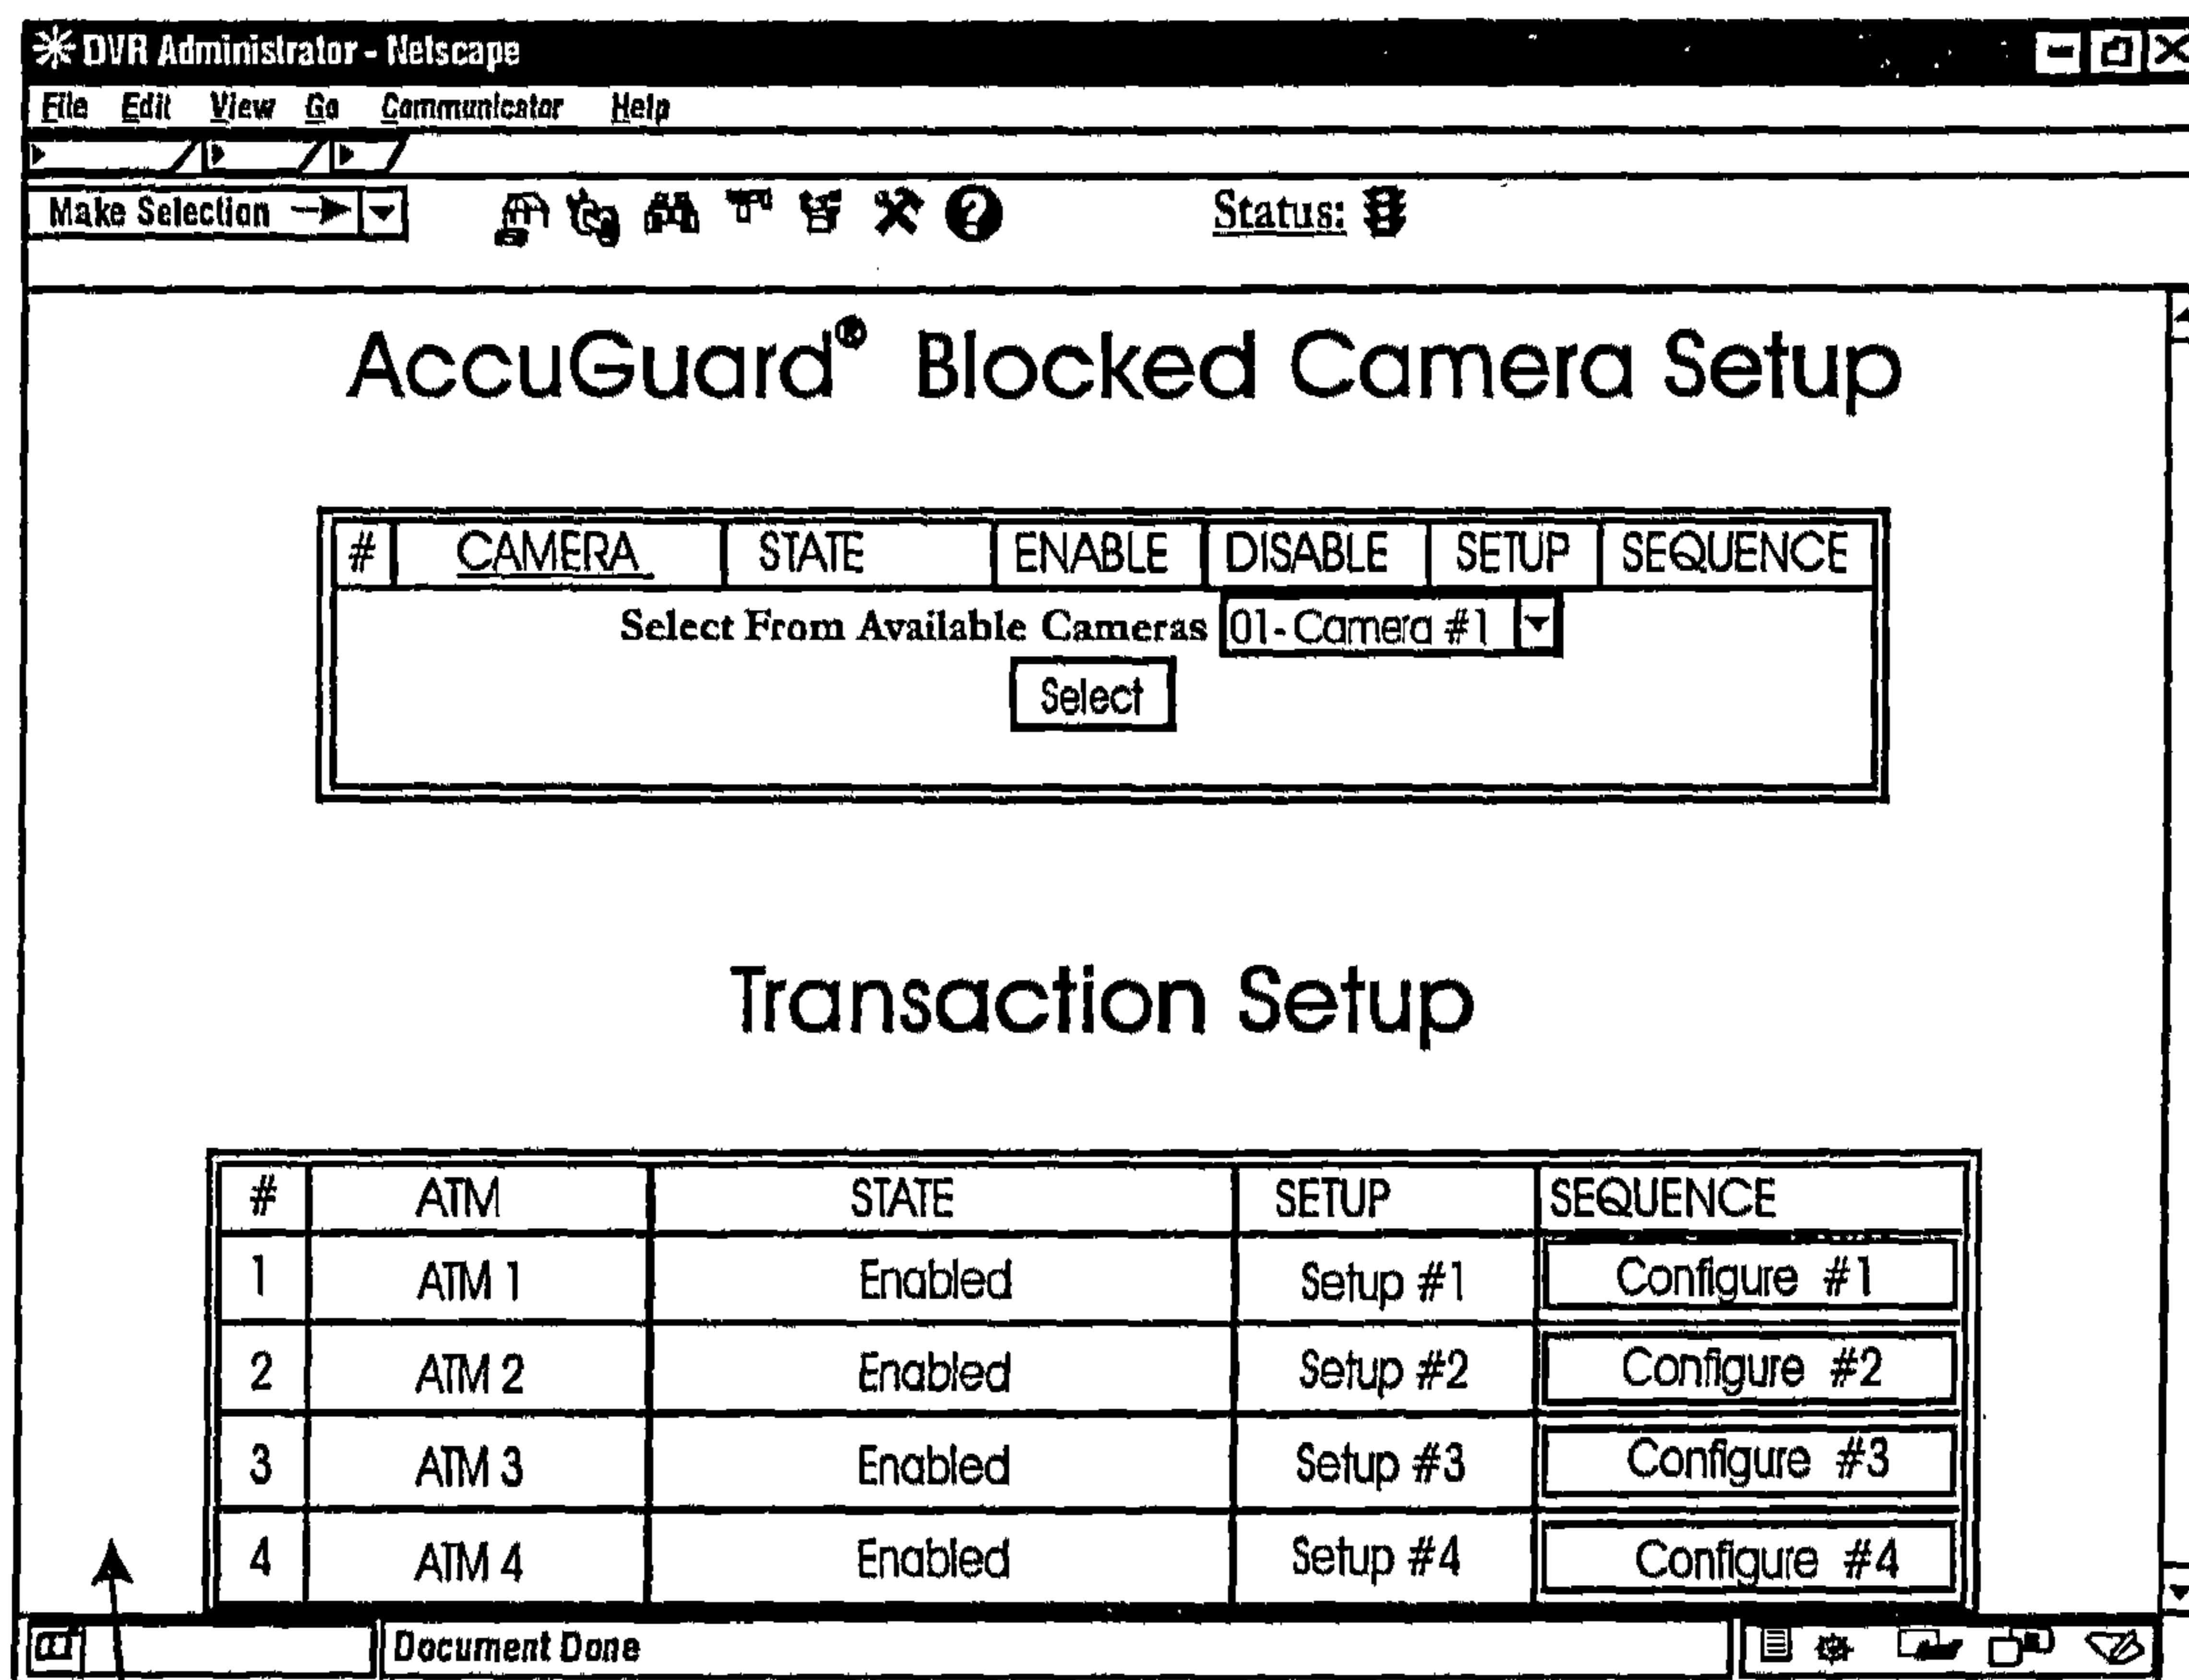 DVR Administrator - Netscape
File Edit View Go Communicator Help
Make Selection
Status:
AccuGuard® Blocked Camera Setup
# CAMERA STATE ENABLE DISABLE SETUP SEQUENCE
Select From Available Cameras 01- Camera #1
Select
Transaction Setup
# ATM STATE SETUP SEQUENCE
1 ATM 1 Enabled Setup #1 Configure #1
2 ATM 2 Enabled Setup #2 Configure #2
3 ATM 3 Enabled Setup #3 Configure #3
4 ATM 4 Enabled Setup #4 Configure #4
Document Done